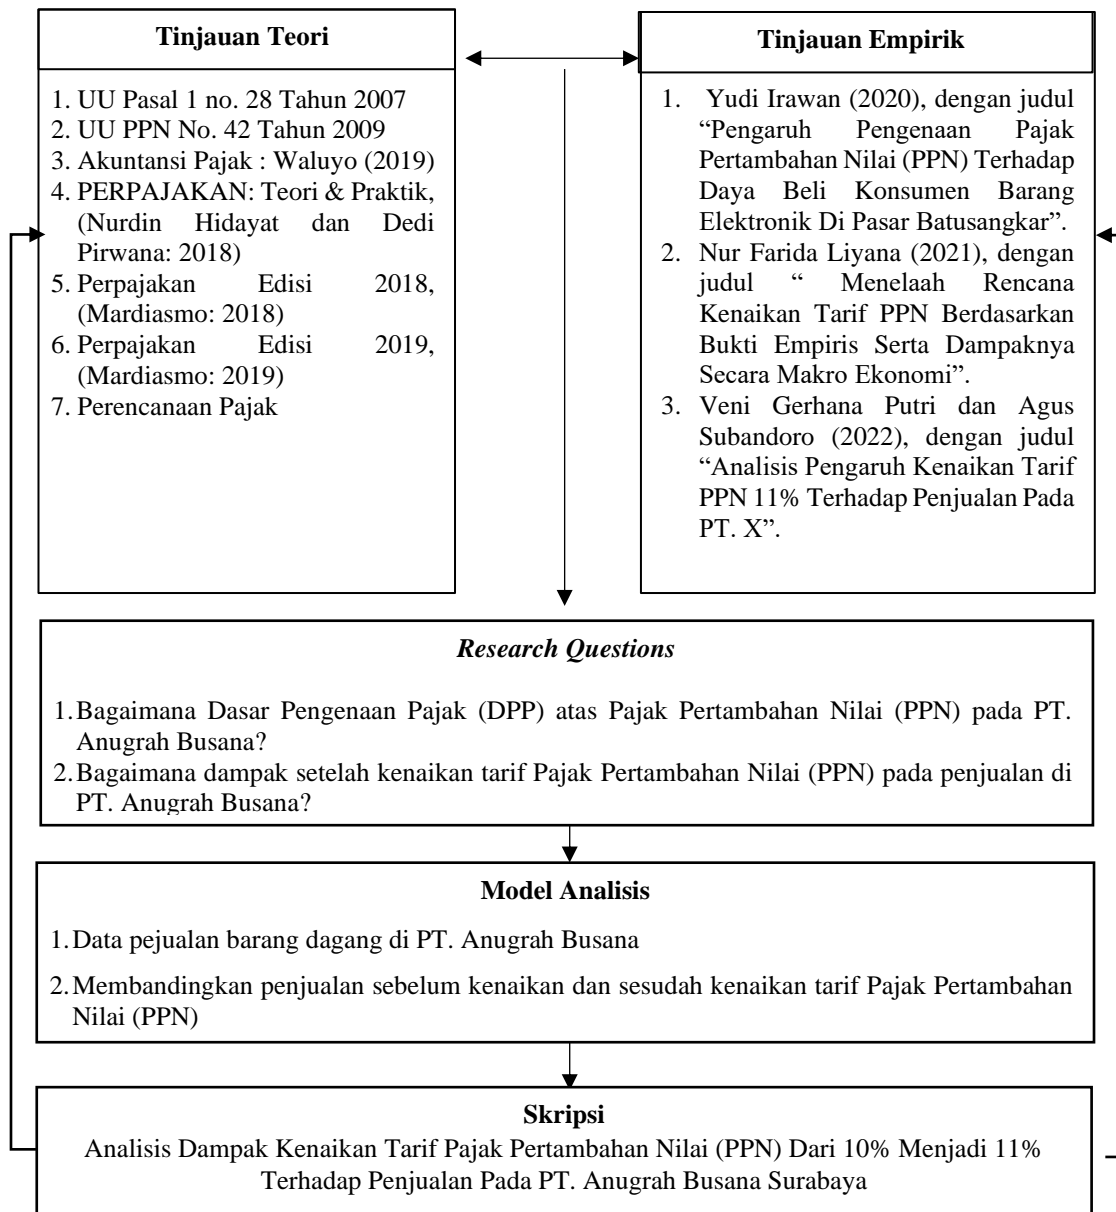 Tinjauan Teori
1. UU Pasal 1 no. 28 Tahun 2007
2. UU PPN No. 42 Tahun 2009
3. Akuntansi Pajak : Waluyo (2019)
4. PERPAJAKAN: Teori & Praktik,
(Nurdin Hidayat dan Dedi
Pirwana: 2018)
5. Perpajakan Edisi 2018,
(Mardiasmo: 2018)
6. Perpajakan Edisi 2019,
(Mardiasmo: 2019)
7. Perencanaan Pajak
Tinjauan Empirik
1. Yudi Irawan (2020), dengan judul
“Pengaruh Pengenaan Pajak
Pertambahan Nilai (PPN) Terhadap
Daya Beli Konsumen Barang
Elektronik Di Pasar Batusangkar”.
2. Nur Farida Liyana (2021), dengan
judul “ Menelaah Rencana
Kenaikan Tarif PPN Berdasarkan
Bukti Empiris Serta Dampaknya
Secara Makro Ekonomi”.
3. Veni Gerhana Putri dan Agus
Subandoro (2022), dengan judul
“Analisis Pengaruh Kenaikan Tarif
PPN 11% Terhadap Penjualan Pada
PT. X”.
Research Questions
1. Bagaimana Dasar Pengenaan Pajak (DPP) atas Pajak Pertambahan Nilai (PPN) pada PT.
Anugrah Busana?
2. Bagaimana dampak setelah kenaikan tarif Pajak Pertambahan Nilai (PPN) pada penjualan di
PT. Anugrah Busana?
Model Analisis
1. Data pejualan barang dagang di PT. Anugrah Busana
2. Membandingkan penjualan sebelum kenaikan dan sesudah kenaikan tarif Pajak Pertambahan
Nilai (PPN)
Skripsi
Analisis Dampak Kenaikan Tarif Pajak Pertambahan Nilai (PPN) Dari 10% Menjadi 11%
Terhadap Penjualan Pada PT. Anugrah Busana Surabaya